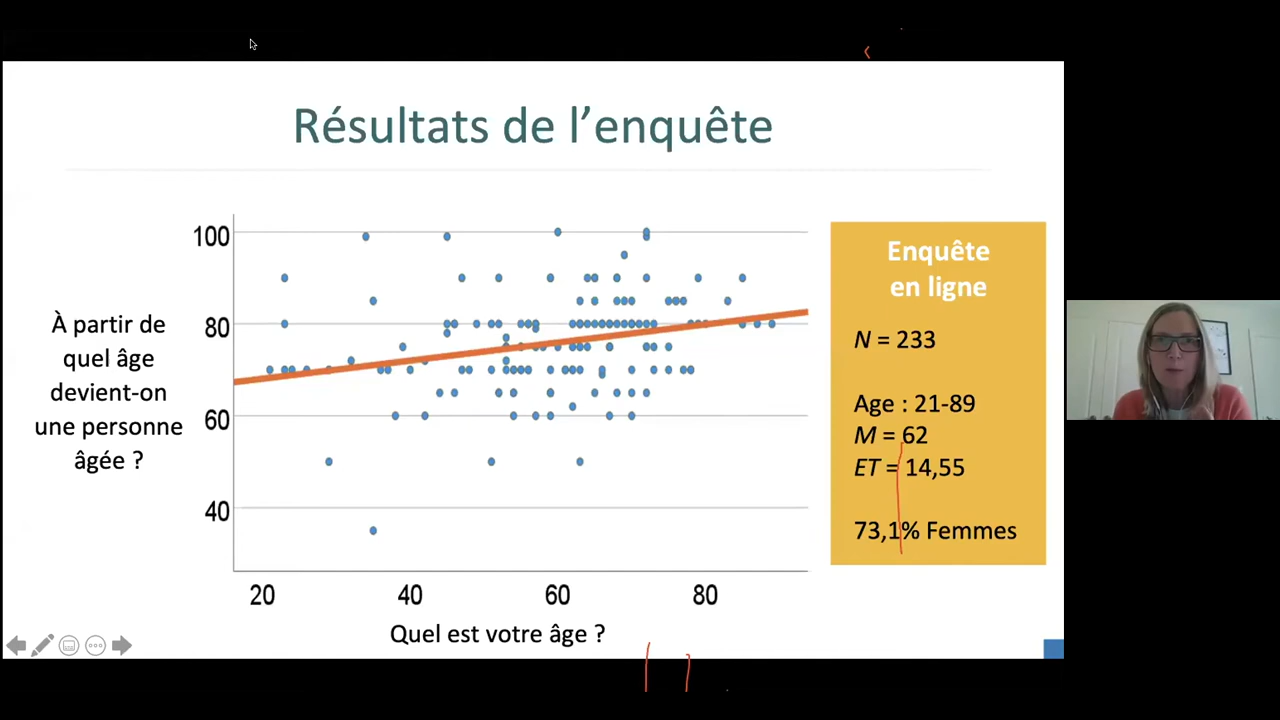 Résultats de l’enquête
100
80
60
40
20
40
60
80
À partir de
quel âge
devient-on
une personne
âgée ?
Quel est votre âge ?
Enquête
en ligne
N = 233
Age : 21-89
M = 62
ET = 14,55
73,1% Femmes